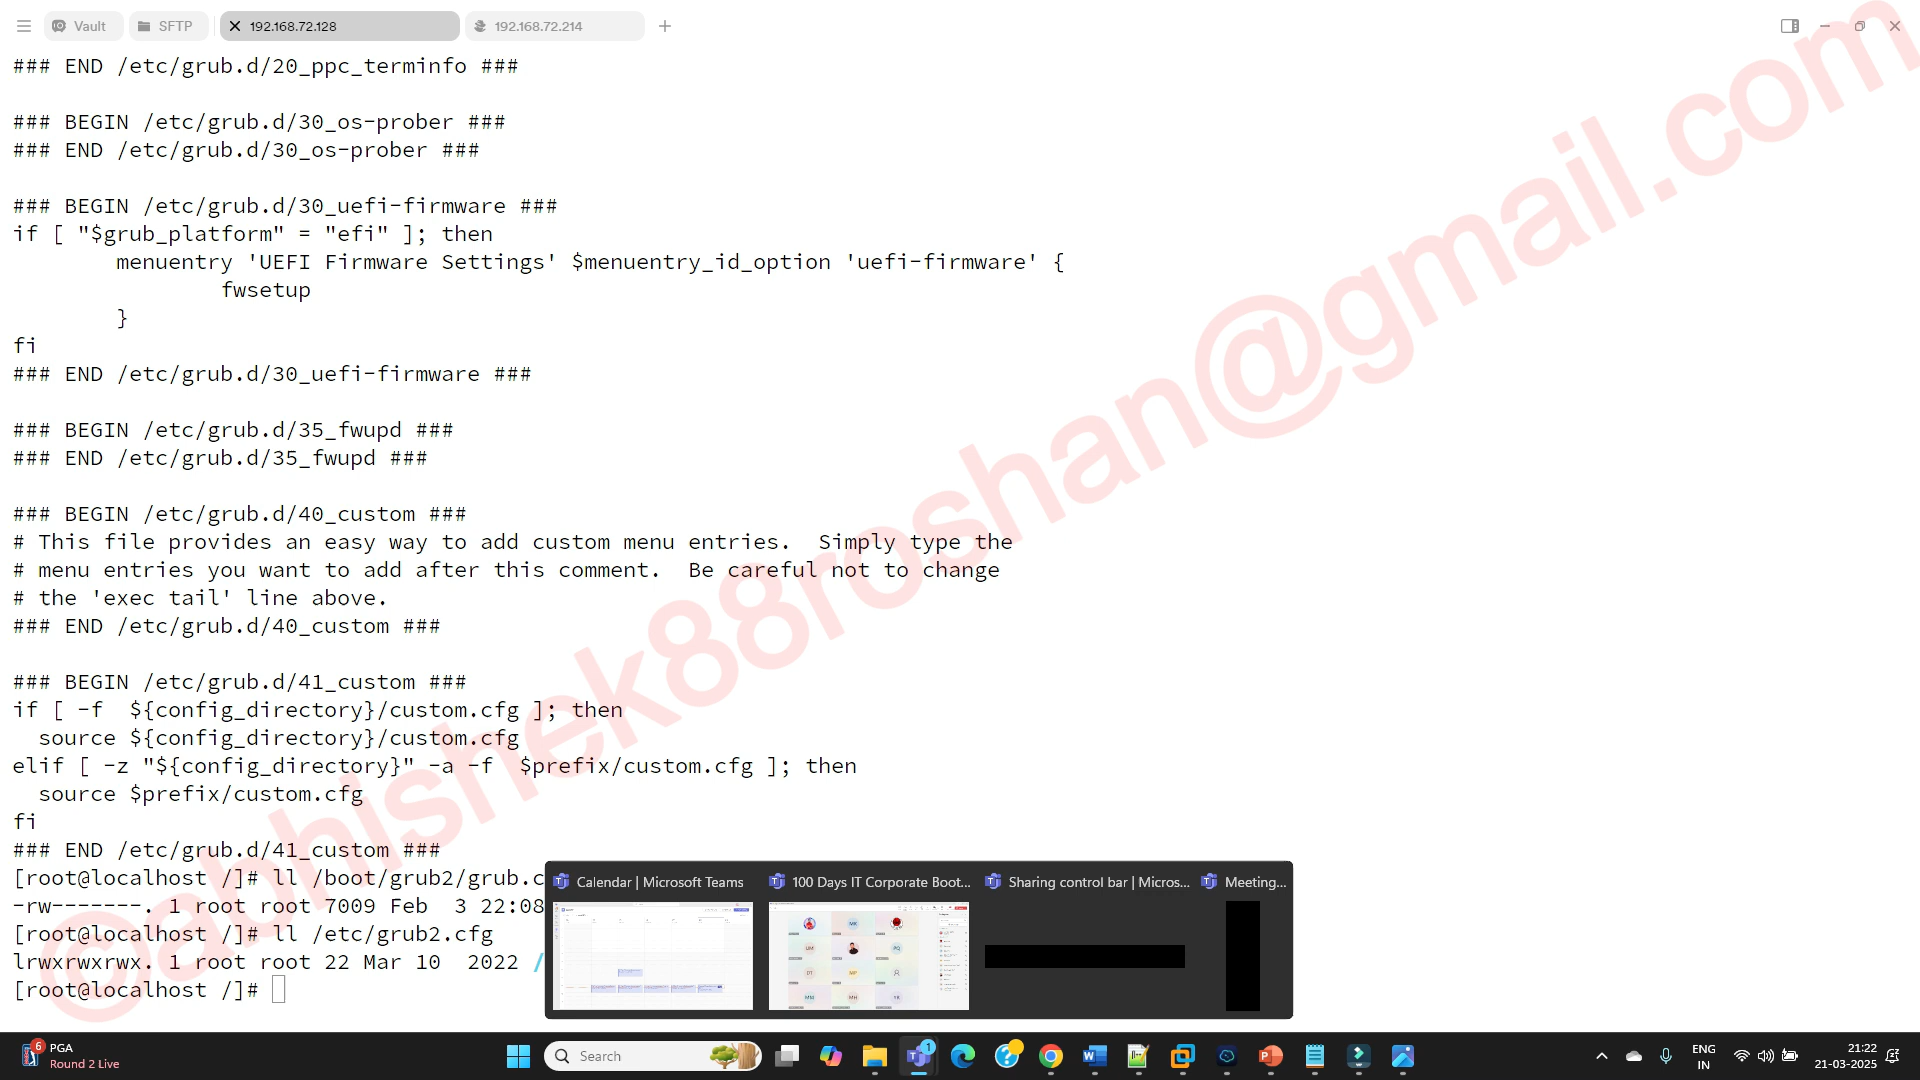 Vault
SFTP
192.168.72.128
192.168.72.214
### END /etc/grub.d/20_ppc_terminfo ###
### BEGIN /etc/grub.d/30_os-prober ###
### END /etc/grub.d/30_os-prober ###
### BEGIN /etc/grub.d/30_uefi-firmware ###
if [ "$grub_platform" = "efi" ]; then
        menuentry 'UEFI Firmware Settings' $menuentry_id_option 'uefi-firmware' {
                fwsetup
        }
fi
### END /etc/grub.d/30_uefi-firmware ###
### BEGIN /etc/grub.d/35_fwupd ###
### END /etc/grub.d/35_fwupd ###
### BEGIN /etc/grub.d/40_custom ###
# This file provides an easy way to add custom menu entries.  Simply type the
# menu entries you want to add after this comment.  Be careful not to change
# the 'exec tail' line above.
### END /etc/grub.d/40_custom ###
### BEGIN /etc/grub.d/41_custom ###
if [ -f  ${config_directory}/custom.cfg ]; then
  source ${config_directory}/custom.cfg
elif [ -z "${config_directory}" -a -f  $prefix/custom.cfg ]; then
  source $prefix/custom.cfg
fi
### END /etc/grub.d/41_custom ###
[root@localhost /]# ll /boot/grub2/grub.c
-rw-------. 1 root root 7009 Feb  3 22:08
[root@localhost /]# ll /etc/grub2.cfg
lrwxrwxrwx. 1 root root 22 Mar 10  2022 /
[root@localhost /]#
@abhishek88roshan@gmail.com
Calendar | Microsoft Teams
100 Days IT Corporate Boot...
Sharing control bar | Micros...
Meeting...
6
PGA
Round 2 Live
Search
1
ENG
IN
21:22
21-03-2025